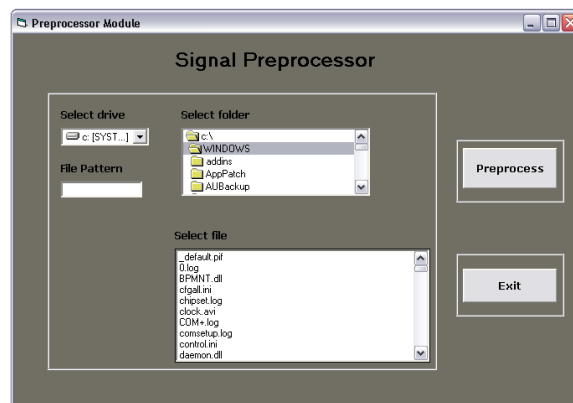 Preprocessor Module
Signal Preprocessor
Select drive
c: [SYST...]
File Pattern
Select folder
c:\
WINDOWS
addins
AppPatch
AUBackup
Select file
_default.pif
0.log
BPMNT.dll
cfgall.ini
chipset.log
clock.avi
COM+.log
comsetup.log
control.ini
daemon.dll
Preprocess
Exit